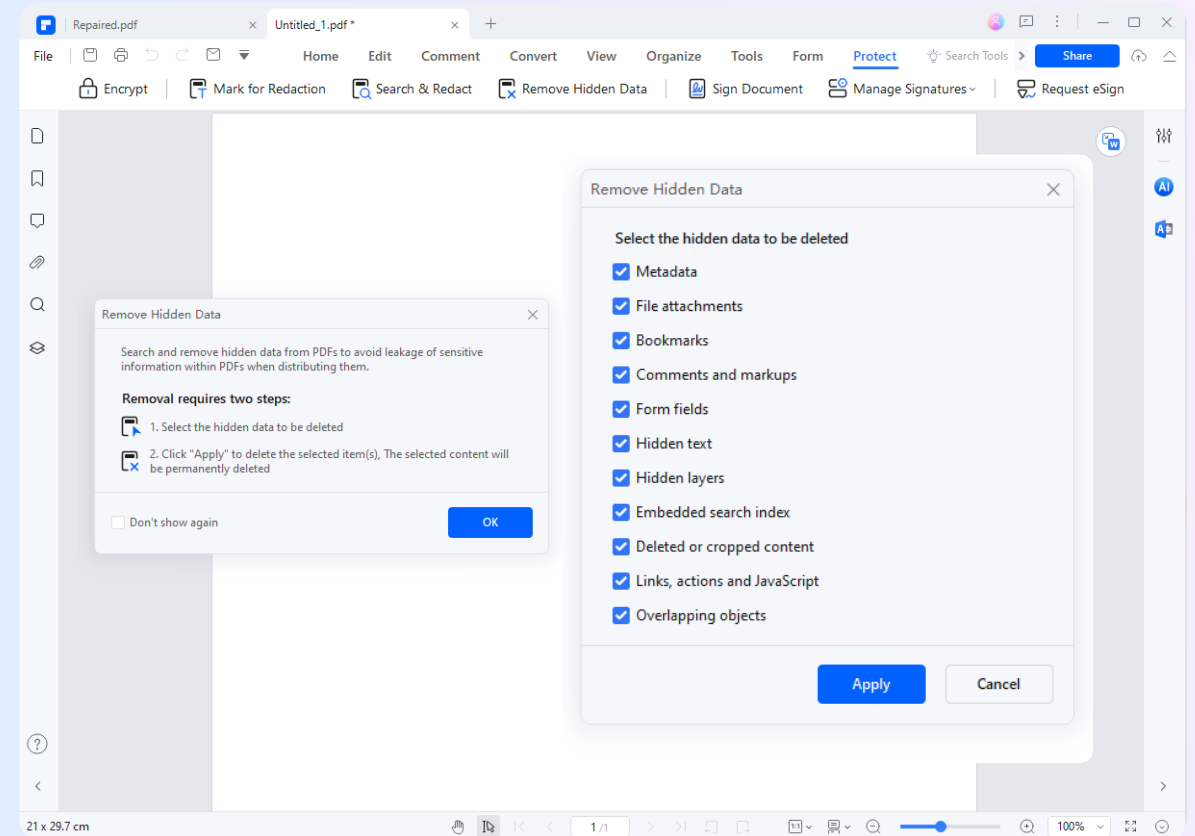 Repaired.pdf
Untitled_1.pdf *
File
Home
Edit
Comment
Convert
View
Organize
Tools
Form
Protect
Search Tools
Share
Encrypt
Mark for Redaction
Search & Redact
Remove Hidden Data
Sign Document
Manage Signatures
Request eSign
W
AI
A
Remove Hidden Data
Search and remove hidden data from PDFs to avoid leakage of sensitive
information within PDFs when distributing them.
Removal requires two steps:
1. Select the hidden data to be deleted
2. Click "Apply" to delete the selected item(s), The selected content will
be permanently deleted
Don't show again
OK
Remove Hidden Data
Select the hidden data to be deleted
Metadata
File attachments
Bookmarks
Comments and markups
Form fields
Hidden text
Hidden layers
Embedded search index
Deleted or cropped content
Links, actions and JavaScript
Overlapping objects
Apply
Cancel
21 x 29.7 cm
1 /1
1:1
100%